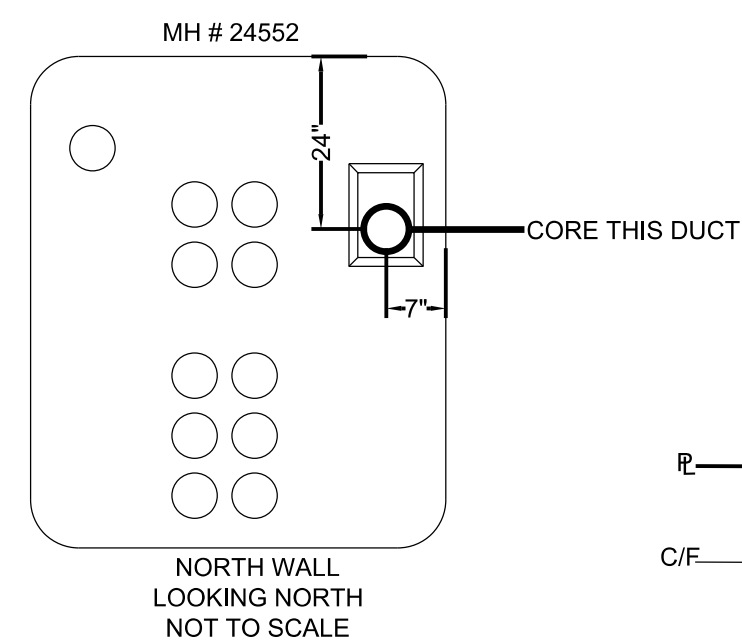 MH # 24552
24"
CORE THIS DUCT
7"
PL
C/F
NORTH WALL
LOOKING NORTH
NOT TO SCALE